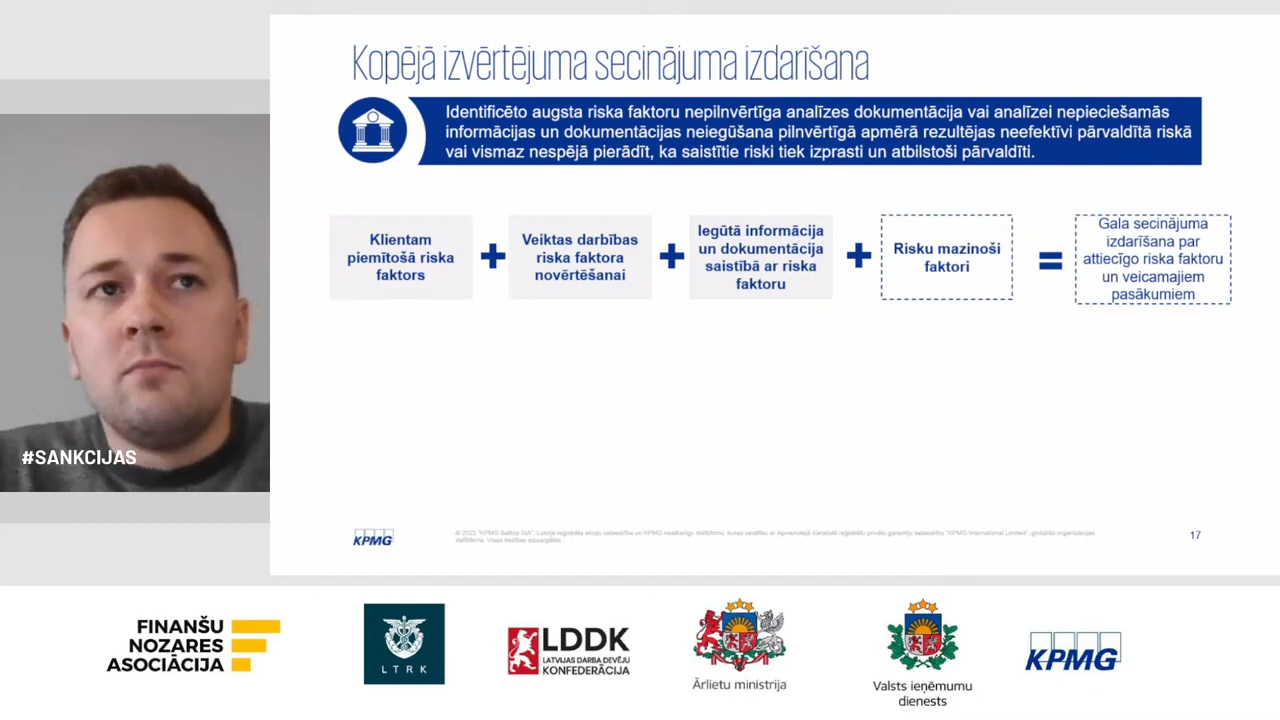 Kopējā izvērtējuma secinājuma izdarīšana
Identificēto augsta riska faktoru nepilnvērtīga analīzes dokumentācija vai analīzei nepieciešamās
informācijas un dokumentācijas neiegūšana pilnvērtīgā apmērā rezultējas neefektīvi pārvaldītā riskā
vai vismaz nespējā pierādīt, ka saistītie riski tiek izprasti un atbilstoši pārvaldīti.
Klientam
piemītošā riska
faktors
+
Veiktas darbības
riska faktora
novērtēšanai
+
Iegūtā informācija
un dokumentācija
saistībā ar riska
faktoru
+
Risku mazinoši
faktori
=
Gala secinājuma
izdarīšana par
attiecīgo riska faktoru
un veicamajiem
pasākumiem
#SANKCIJAS
KPMG
17
FINANŠU
NOZARES
ASOCIĀCIJA
LTRK
LDDK
LATVIJAS DARBA DEVĒJU
KONFEDERĀCIJA
Ārlietu ministrija
Valsts ieņēmumu
dienests
KPMG